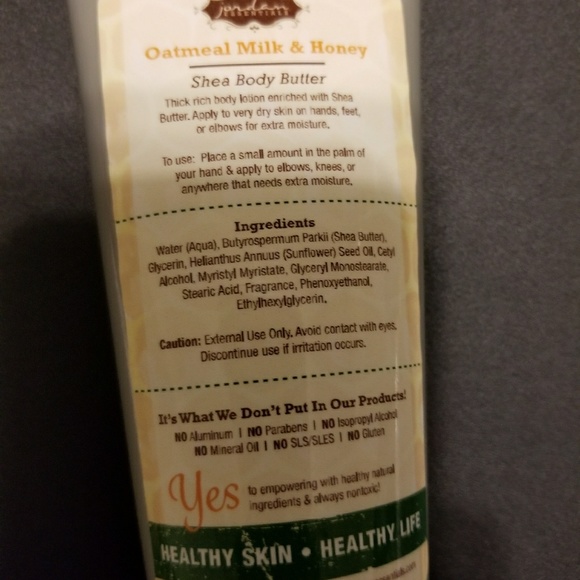 Jordan
ESSENTIALS
Oatmeal Milk & Honey
Shea Body Butter
Thick rich body lotion enriched with Shea
Butter. Apply to very dry skin on hands, feet,
or elbows for extra moisture.
To use: Place a small amount in the palm of
your hand & apply to elbows, knees, or
anywhere that needs extra moisture.
Ingredients
Water (Aqua), Butyrospermum Parkii (Shea Butter),
Glycerin, Helianthus Annuus (Sunflower) Seed Oil, Cetyl
Alcohol, Myristyl Myristate, Glyceryl Monostearate,
Stearic Acid, Fragrance, Phenoxyethanol,
Ethylhexylglycerin.
Caution: External Use Only. Avoid contact with eyes.
Discontinue use if irritation occurs.
It's What We Don't Put In Our Products!
NO Aluminum | NO Parabens | NO Isopropyl Alcohol
NO Mineral Oil | NO SLS/SLES | NO Gluten
Yes to empowering with healthy natural
ingredients & always nontoxic!
HEALTHY SKIN • HEALTHY LIFE